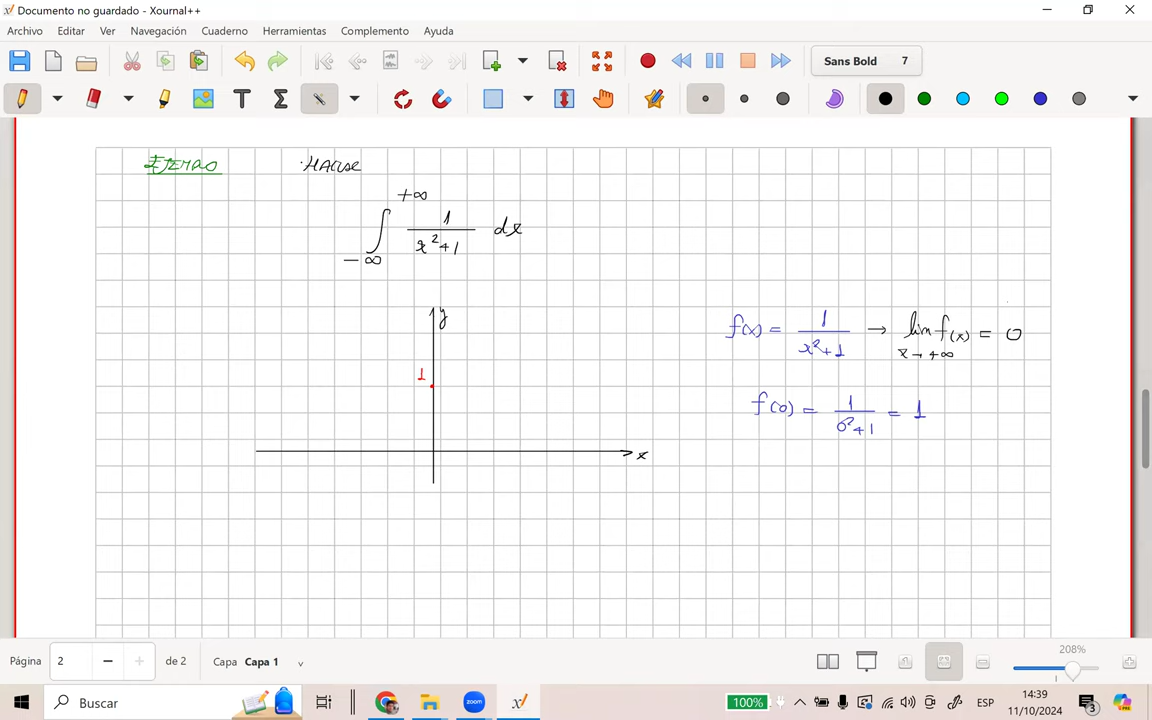 Documento no guardado - Xournal++
Archivo Editar Ver Navegación Cuaderno Herramientas Complemento Ayuda
Sans Bold 7
+∞
∫ 1/(x²+1) dx
-∞
y
1
x
f(x) = 1/(x²+1) → lim f(x) = 0
x→+∞
f(0) = 1/(0²+1) = 1
Página 2 de 2 Capa Capa 1
208%
Buscar
100%
ESP
14:39
11/10/2024
3